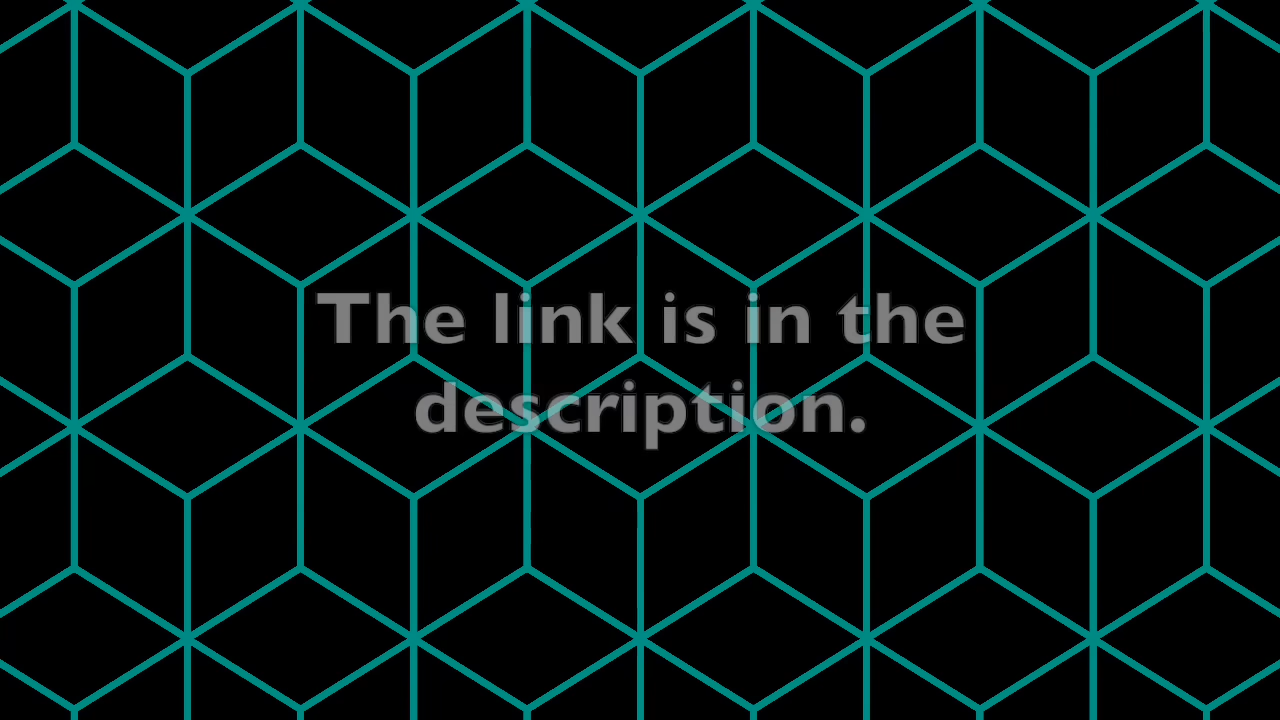 The link is in the
description.